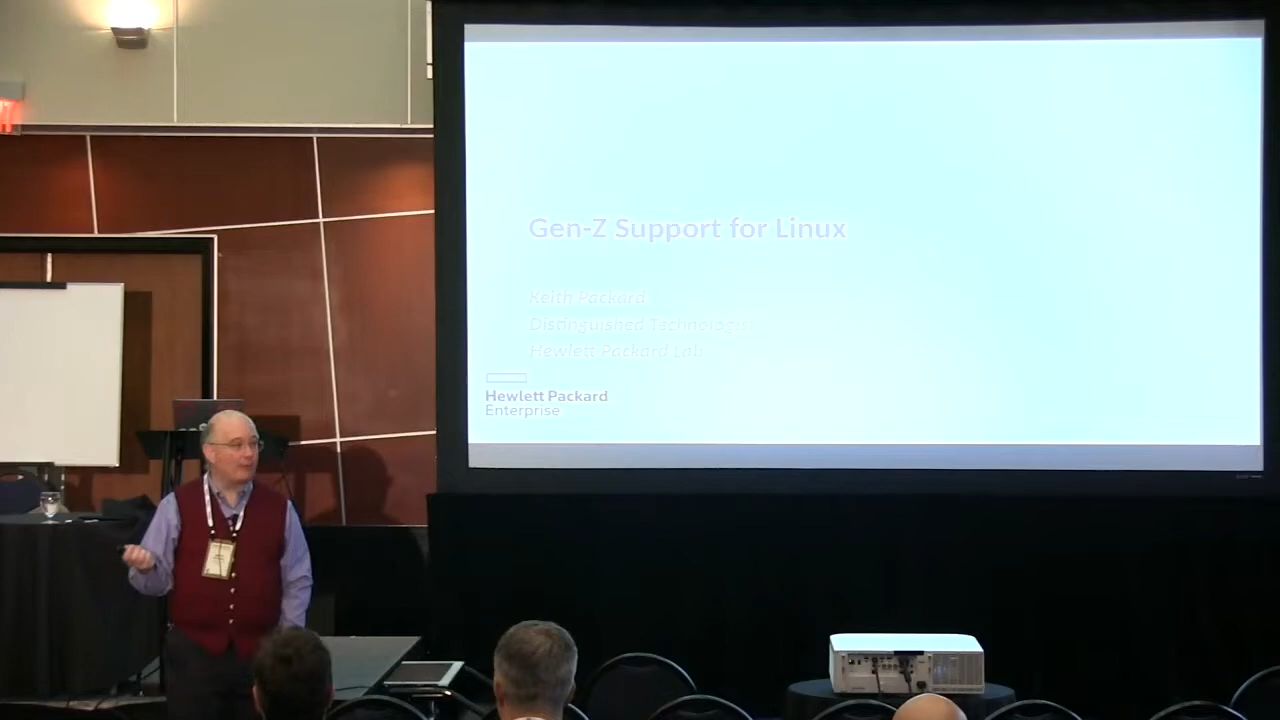 Gen-Z Support for Linux
Keith Packard
Distinguished Technologist
Hewlett Packard Lab
Hewlett Packard
Enterprise